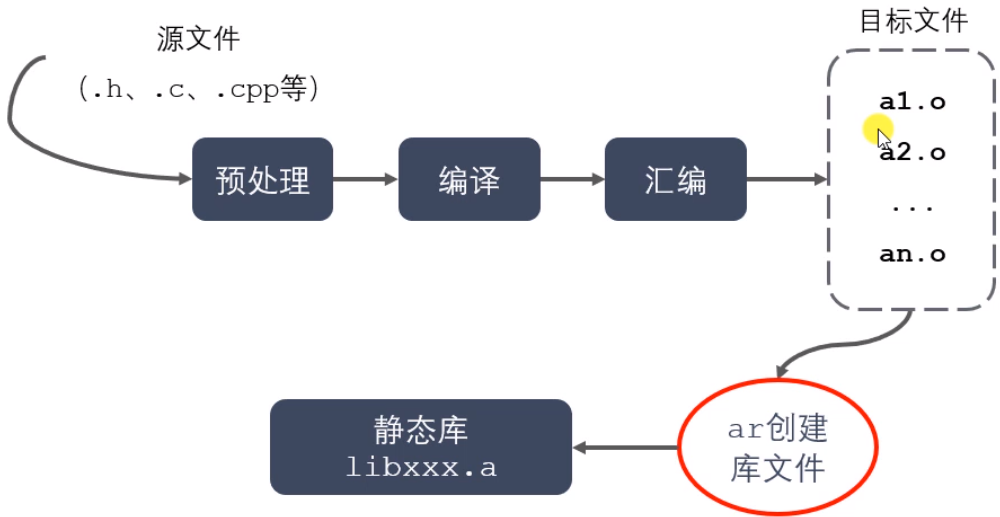 源文件
（.h、.c、.cpp等）
预处理
编译
汇编
目标文件
a1.o
a2.o
...
an.o
ar创建
库文件
静态库
libxxx.a